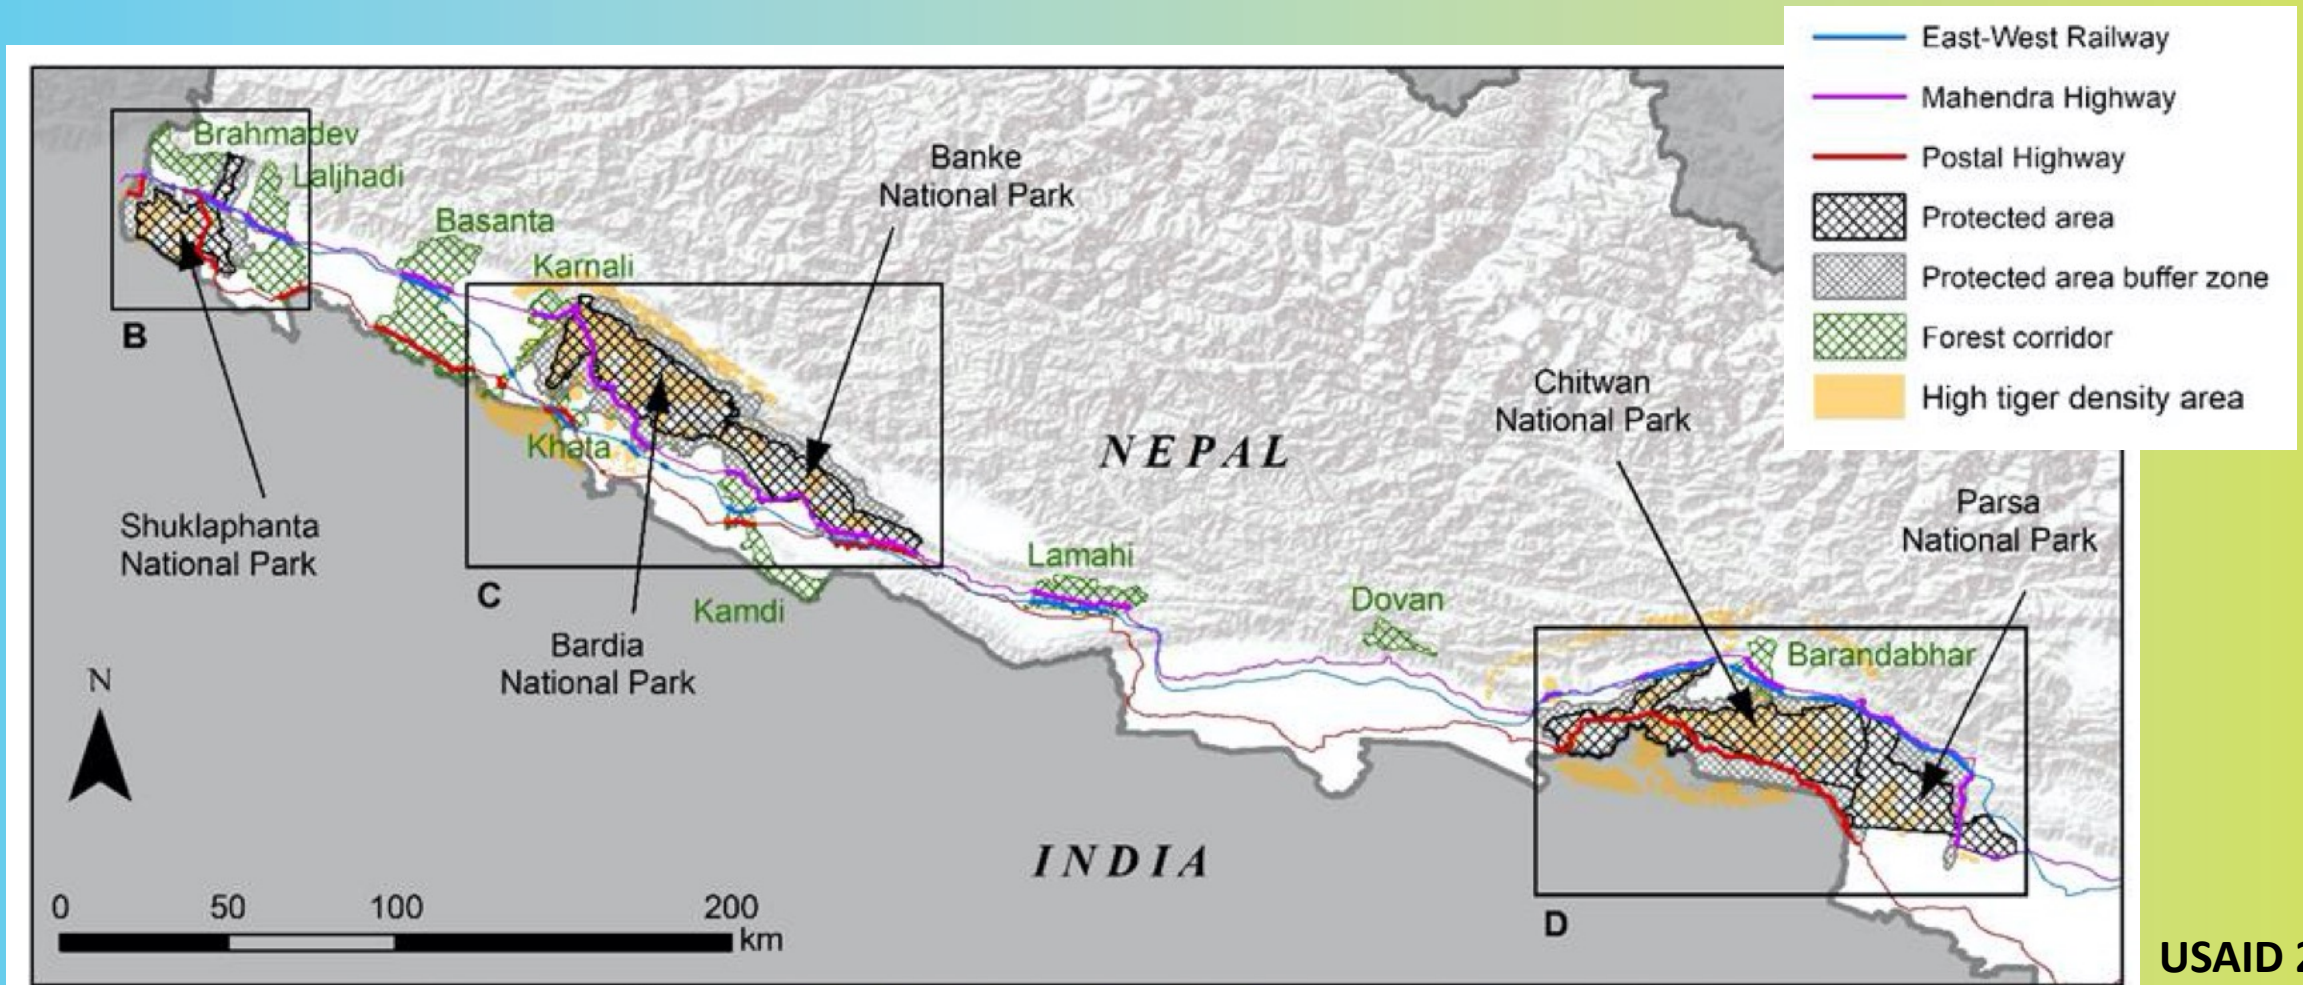 East-West Railway
Mahendra Highway
Postal Highway
Protected area
Protected area buffer zone
Forest corridor
High tiger density area
Brahmadev
Laljhadi
Basanta
Karnali
Banke
National Park
B
Khata
Shuklaphanta
National Park
C
Kamdi
Bardia
National Park
NEPAL
Chitwan
National Park
Parsa
National Park
Lamahi
Dovan
Barandabhar
N
INDIA
D
0 50 100 200
km
USAID 2